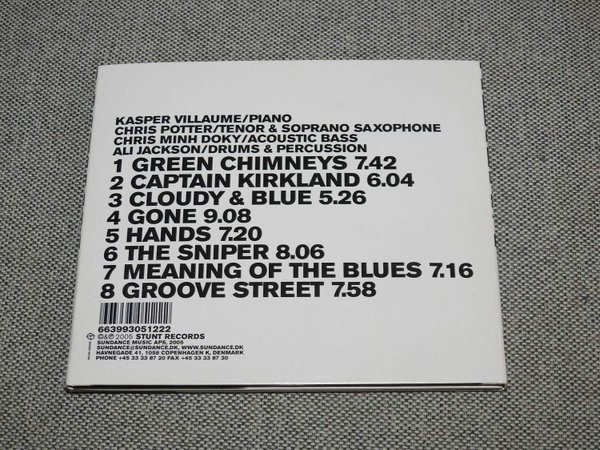 KASPER VILLAUME/PIANO
CHRIS POTTER/TENOR & SOPRANO SAXOPHONE
CHRIS MINH DOKY/ACOUSTIC BASS
ALI JACKSON/DRUMS & PERCUSSION
1 GREEN CHIMNEYS 7.42
2 CAPTAIN KIRKLAND 6.04
3 CLOUDY & BLUE 5.26
4 GONE 9.08
5 HANDS 7.20
6 THE SNIPER 8.06
7 MEANING OF THE BLUES 7.16
8 GROOVE STREET 7.58
663993051222
©&℗ 2005 STUNT RECORDS
SUNDANCE MUSIC APS, 2005
SUNDANCE@SUNDANCE.DK, WWW.SUNDANCE.DK
HAVNEGADE 41, 1058 COPENHAGEN K, DENMARK
PHONE +45 33 33 87 20 FAX +45 33 33 87 30